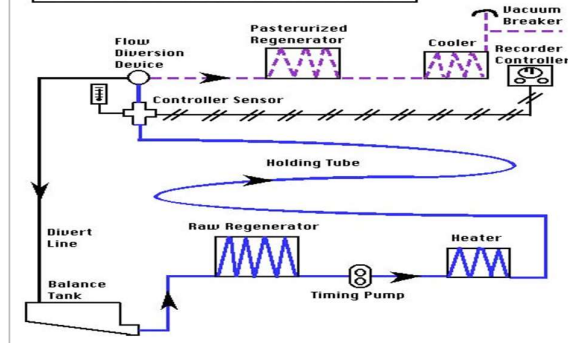 Vacuum
Breaker
Pasterurized
Regenerator
Flow
Diversion
Device
Cooler
Recorder
Controller
Controller Sensor
Holding Tube
Divert
Line
Raw Regenerator
Heater
Balance
Tank
Timing Pump